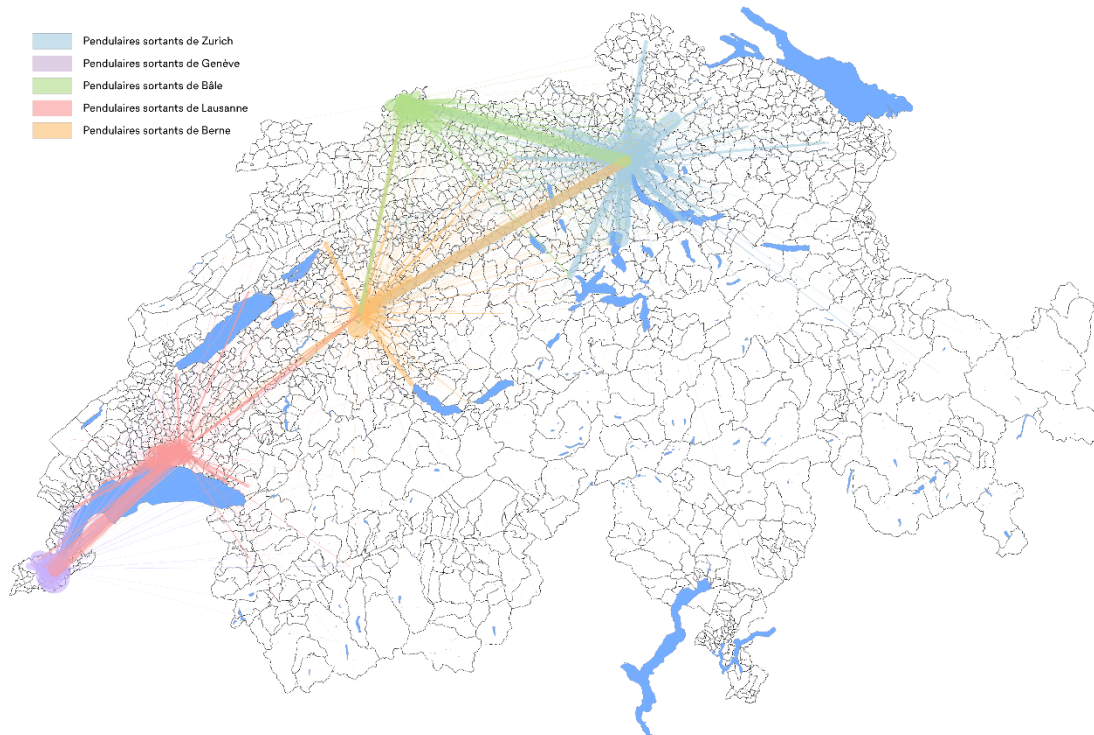 Pendulaires sortants de Zurich
Pendulaires sortants de Genève
Pendulaires sortants de Bâle
Pendulaires sortants de Lausanne
Pendulaires sortants de Berne